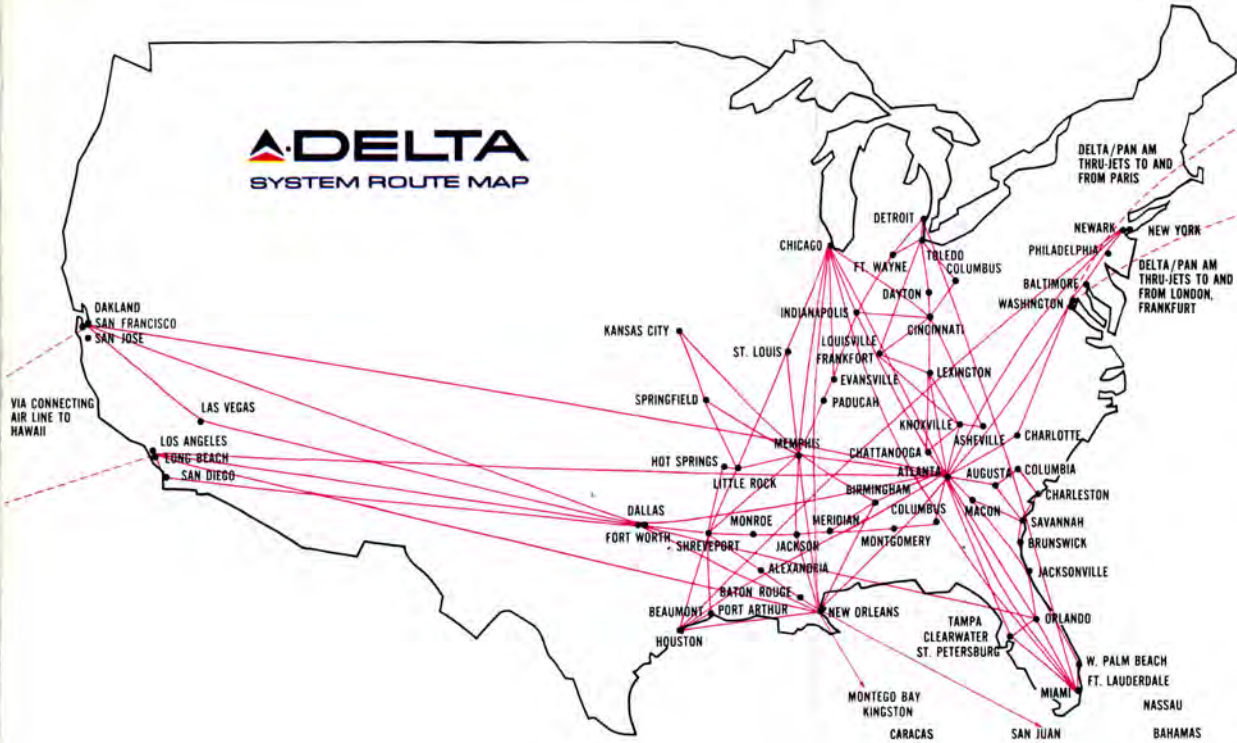 DELTA
SYSTEM ROUTE MAP
DELTA/PAN AM
THRU-JETS TO AND
FROM PARIS
DETROIT
NEWARK
NEW YORK
CHICAGO
PHILADELPHIA
TOLEDO
FT. WAYNE
COLUMBUS
DELTA/PAN AM
THRU-JETS TO AND
FROM LONDON,
FRANKFURT
BALTIMORE
DAYTON
WASHINGTON
OAKLAND
SAN FRANCISCO
SAN JOSE
INDIANAPOLIS
CINCINNATI
KANSAS CITY
LOUISVILLE
FRANKFORT
ST. LOUIS
LEXINGTON
EVANSVILLE
VIA CONNECTING
AIR LINE TO
HAWAII
LAS VEGAS
SPRINGFIELD
PADUCAH
KNOXVILLE
ASHEVILLE
CHARLOTTE
LOS ANGELES
LONG BEACH
SAN DIEGO
MEMPHIS
CHATTANOOGA
HOT SPRINGS
LITTLE ROCK
ATLANTA
AUGUSTA
COLUMBIA
BIRMINGHAM
CHARLESTON
COLUMBUS
MACON
DALLAS
FORT WORTH
MONROE
MERIDIAN
SAVANNAH
SHREVEPORT
JACKSON
MONTGOMERY
BRUNSWICK
ALEXANDRIA
JACKSONVILLE
BATON ROUGE
BEAUMONT
PORT ARTHUR
NEW ORLEANS
ORLANDO
HOUSTON
TAMPA
CLEARWATER
ST. PETERSBURG
W. PALM BEACH
FT. LAUDERDALE
MIAMI
MONTEGO BAY
KINGSTON
NASSAU
CARACAS
SAN JUAN
BAHAMAS